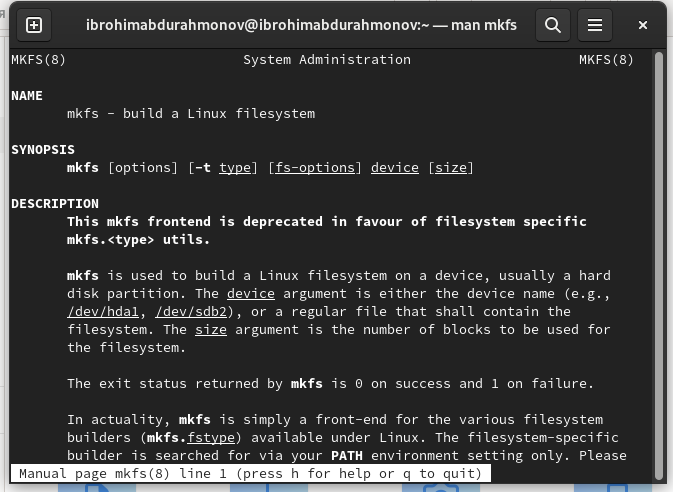 ibrohimabdurahmonov@ibrohimabdurahmonov:~ — man mkfs
MKFS(8) System Administration MKFS(8)
NAME
mkfs - build a Linux filesystem
SYNOPSIS
mkfs [options] [-t type] [fs-options] device [size]
DESCRIPTION
This mkfs frontend is deprecated in favour of filesystem specific
mkfs.<type> utils.
mkfs is used to build a Linux filesystem on a device, usually a hard
disk partition. The device argument is either the device name (e.g.,
/dev/hda1, /dev/sdb2), or a regular file that shall contain the
filesystem. The size argument is the number of blocks to be used for
the filesystem.
The exit status returned by mkfs is 0 on success and 1 on failure.
In actuality, mkfs is simply a front-end for the various filesystem
builders (mkfs.fstype) available under Linux. The filesystem-specific
builder is searched for via your PATH environment setting only. Please
Manual page mkfs(8) line 1 (press h for help or q to quit)